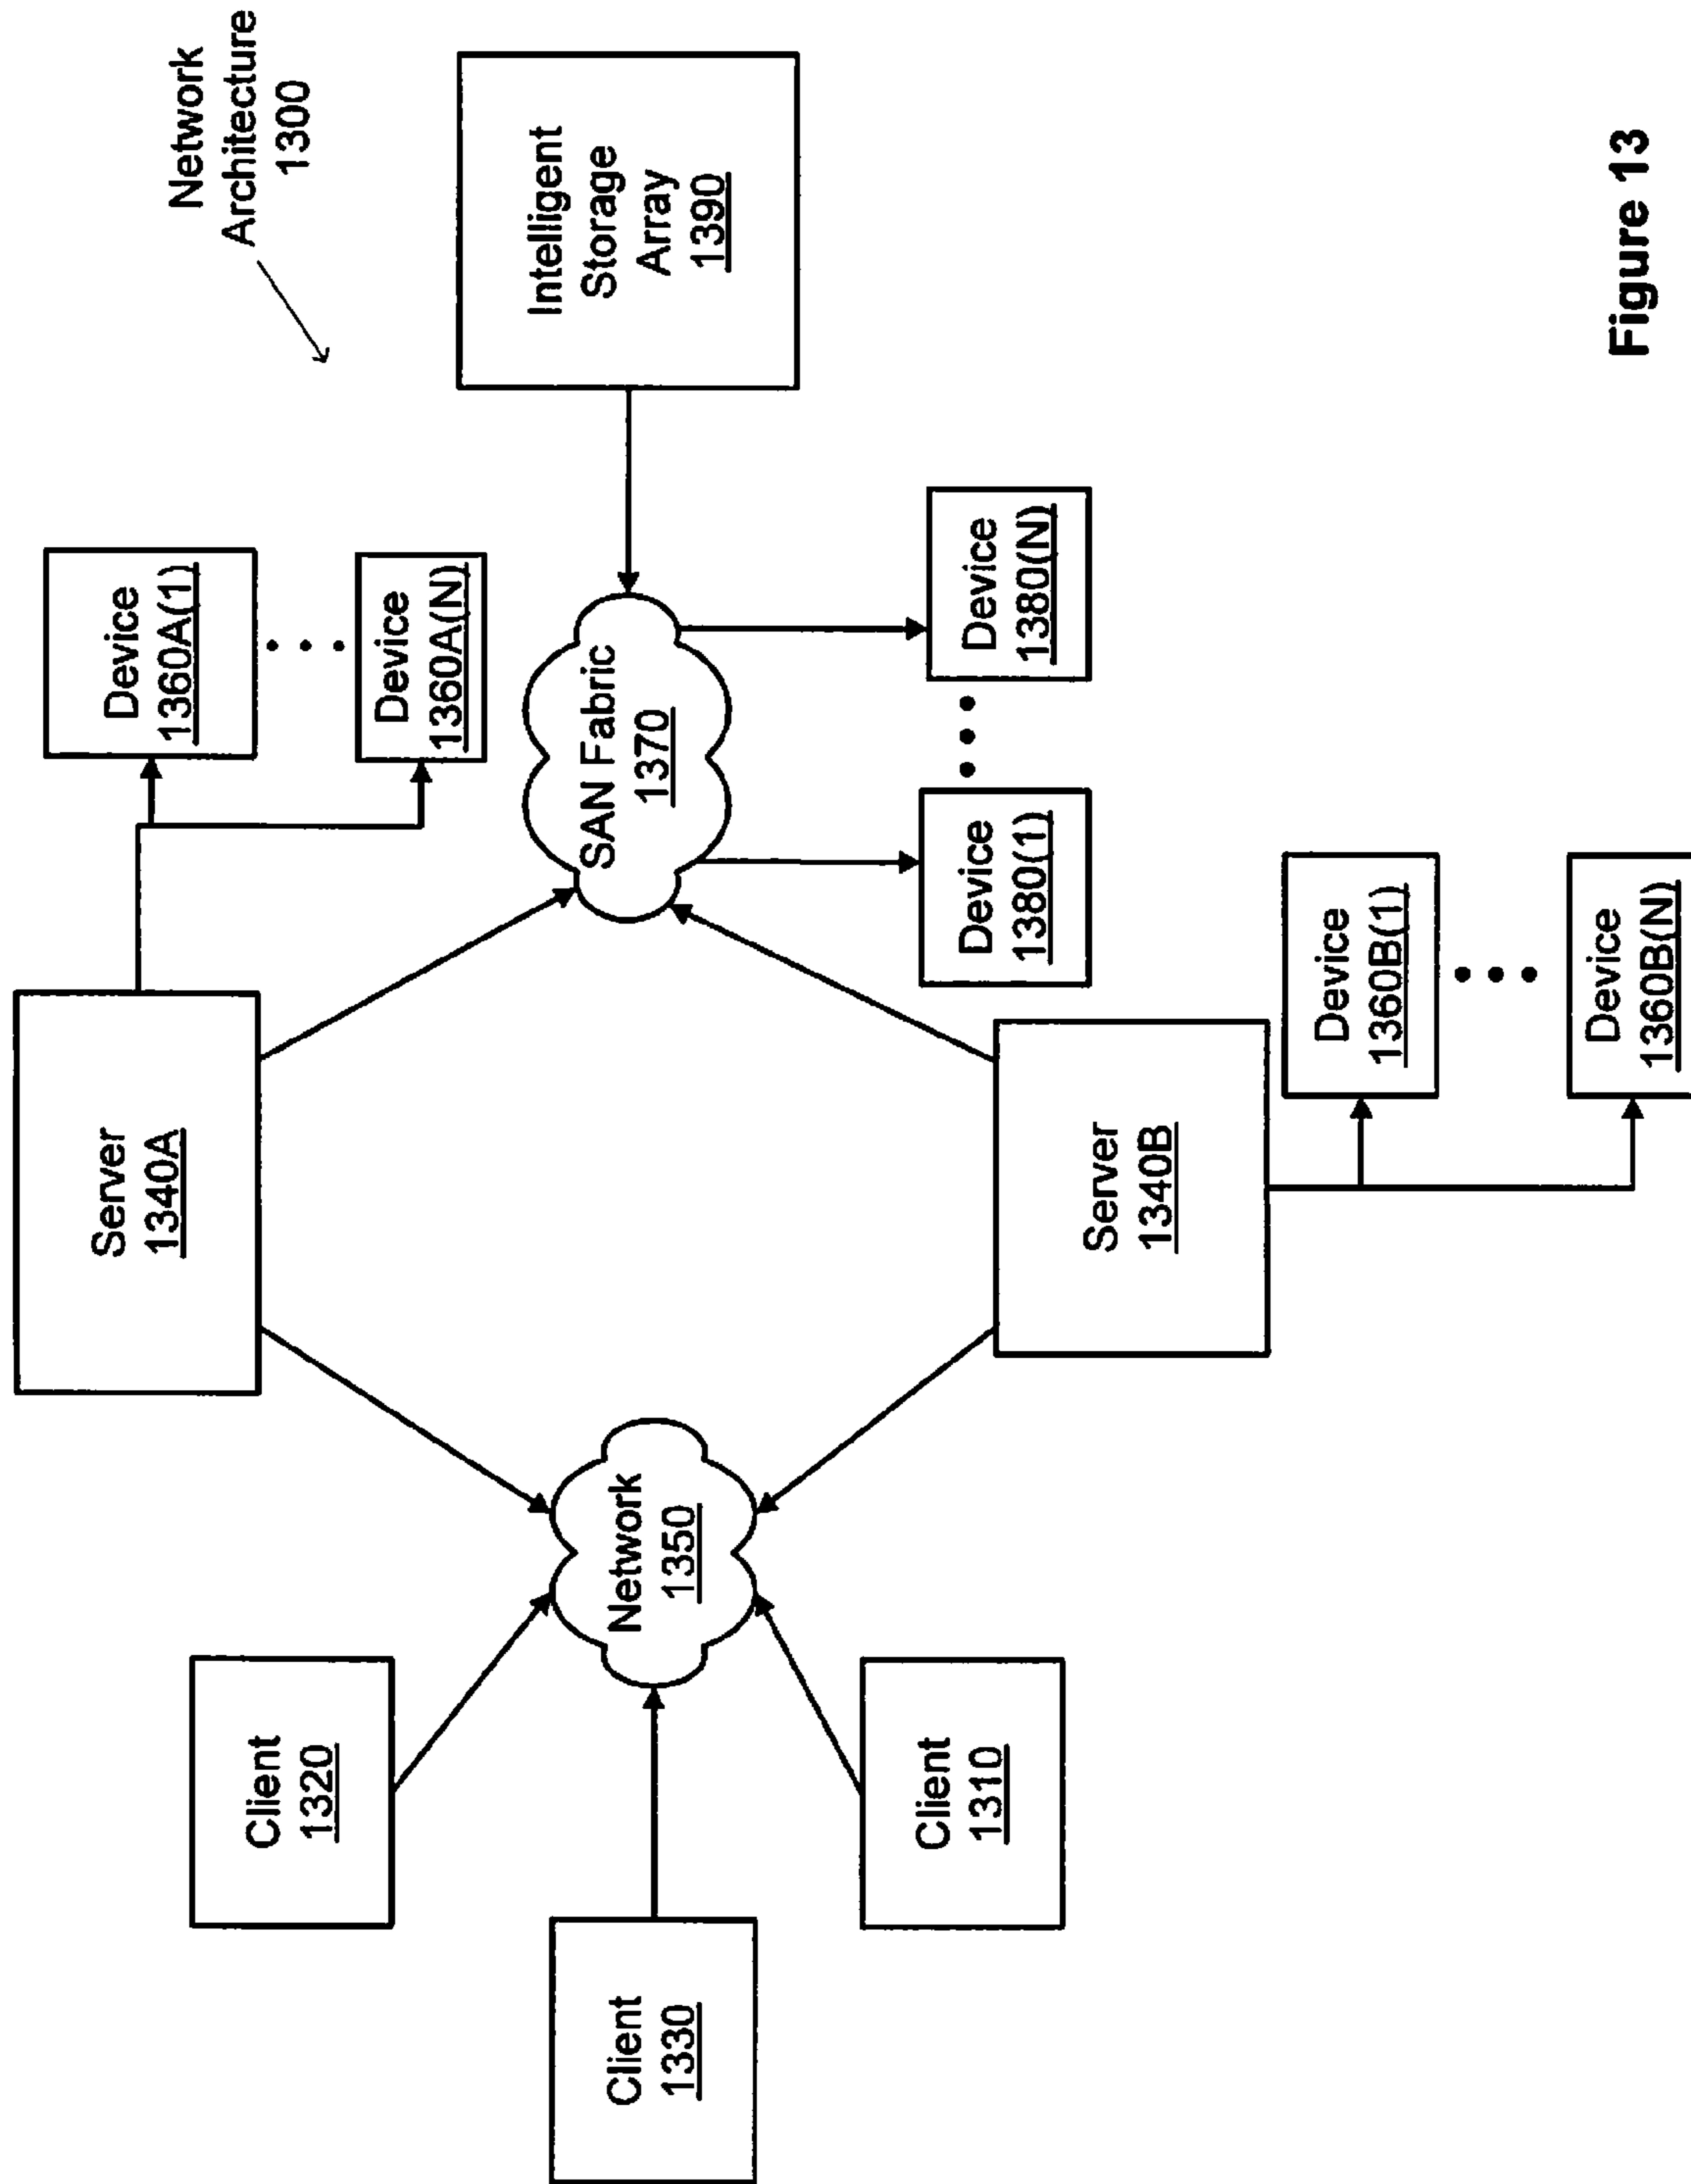 Network
Architecture
1300
Client
1320
Client
1330
Client
1310
Network
1350
Server
1340A
Server
1340B
Device
1360A(1)
Device
1360A(N)
SAN Fabric
1370
Intelligent
Storage
Array
1390
Device
1380(1)
Device
1380(N)
Device
1360B(1)
Device
1360B(N)
Figure 13